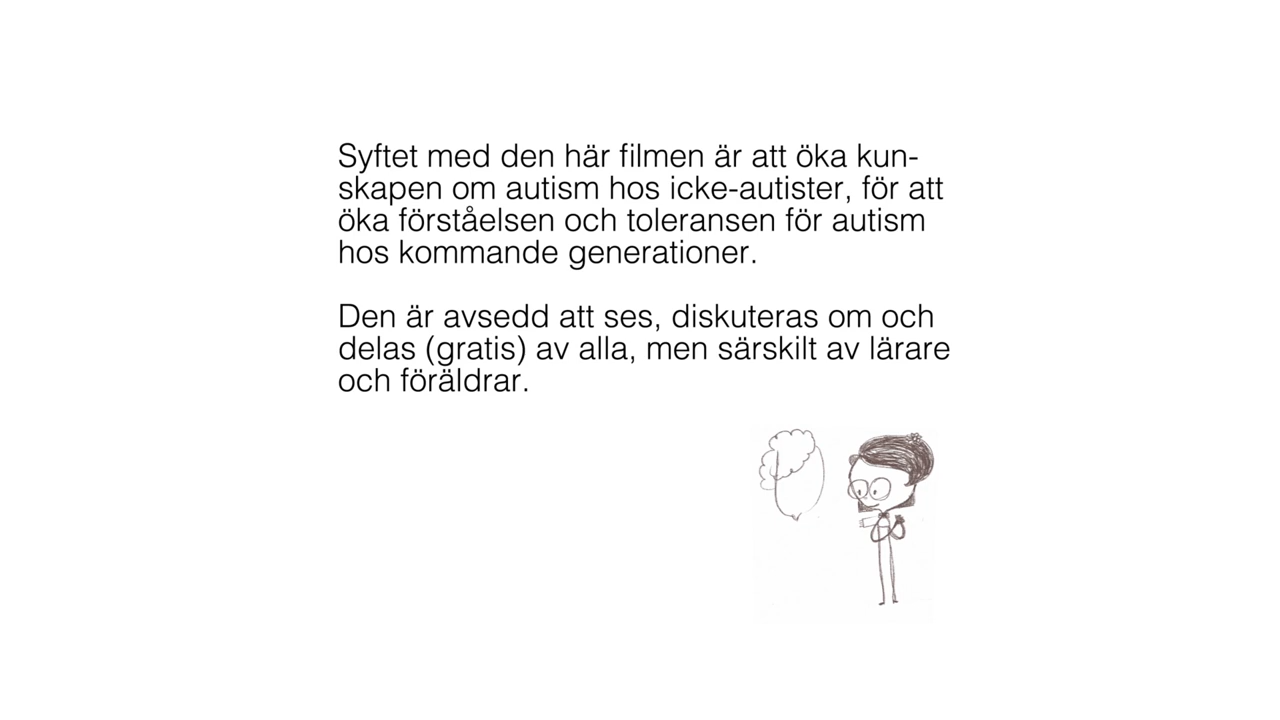 Syftet med den här filmen är att öka kun-
skapen om autism hos icke-autister, för att
öka förståelsen och toleransen för autism
hos kommande generationer.
Den är avsedd att ses, diskuteras om och
delas (gratis) av alla, men särskilt av lärare
och föräldrar.